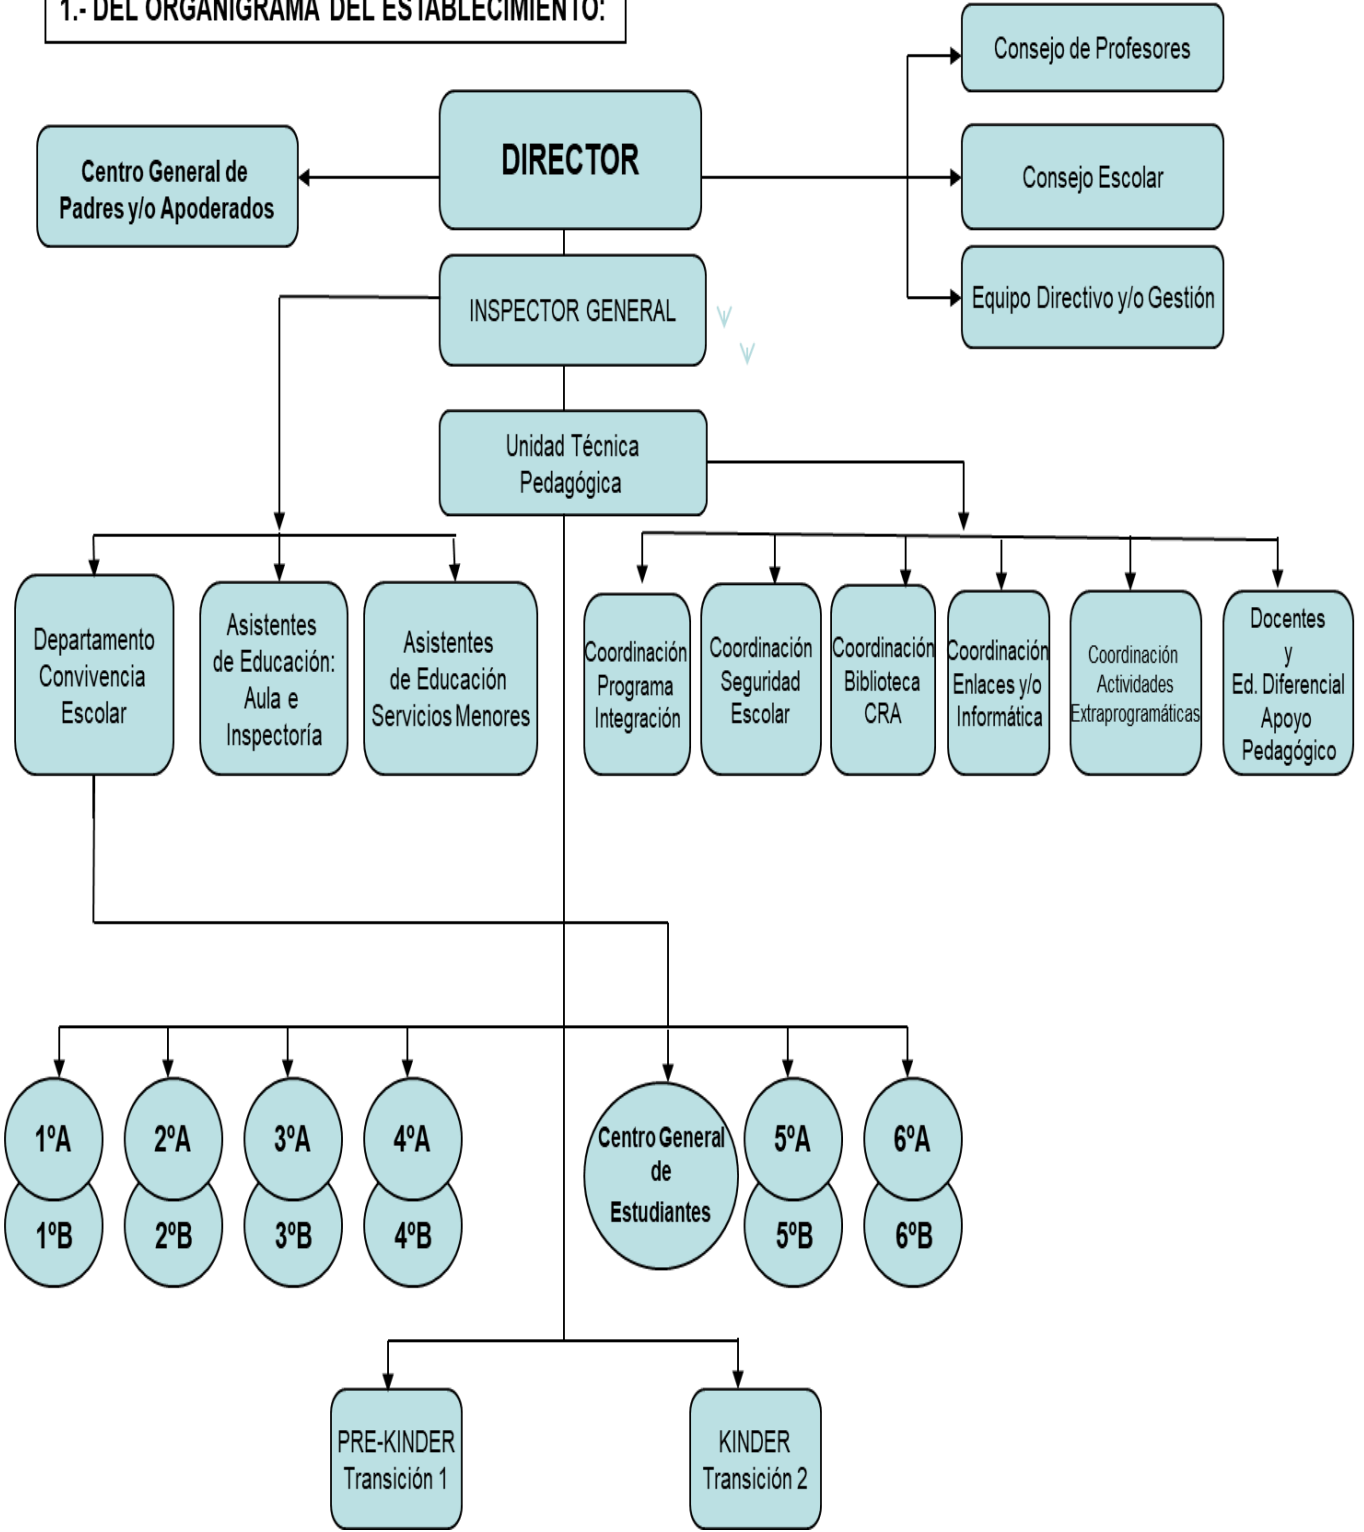 1.- DEL ORGANIGRAMA DEL ESTABLECIMIENTO:
Consejo de Profesores
DIRECTOR
Centro General de
Padres y/o Apoderados
Consejo Escolar
INSPECTOR GENERAL
Equipo Directivo y/o Gestión
Unidad Técnica
Pedagógica
Departamento
Convivencia
Escolar
Asistentes
de Educación:
Aula e
Inspectoría
Asistentes
de Educación
Servicios Menores
Coordinación
Programa
Integración
Coordinación
Seguridad
Escolar
Coordinación
Biblioteca
CRA
Coordinación
Enlaces y/o
Informática
Coordinación
Actividades
Extraprogramáticas
Docentes
y
Ed. Diferencial
Apoyo
Pedagógico
1ºA
1ºB
2ºA
2ºB
3ºA
3ºB
4ºA
4ºB
Centro General
de
Estudiantes
5ºA
5ºB
6ºA
6ºB
PRE-KINDER
Transición 1
KINDER
Transición 2